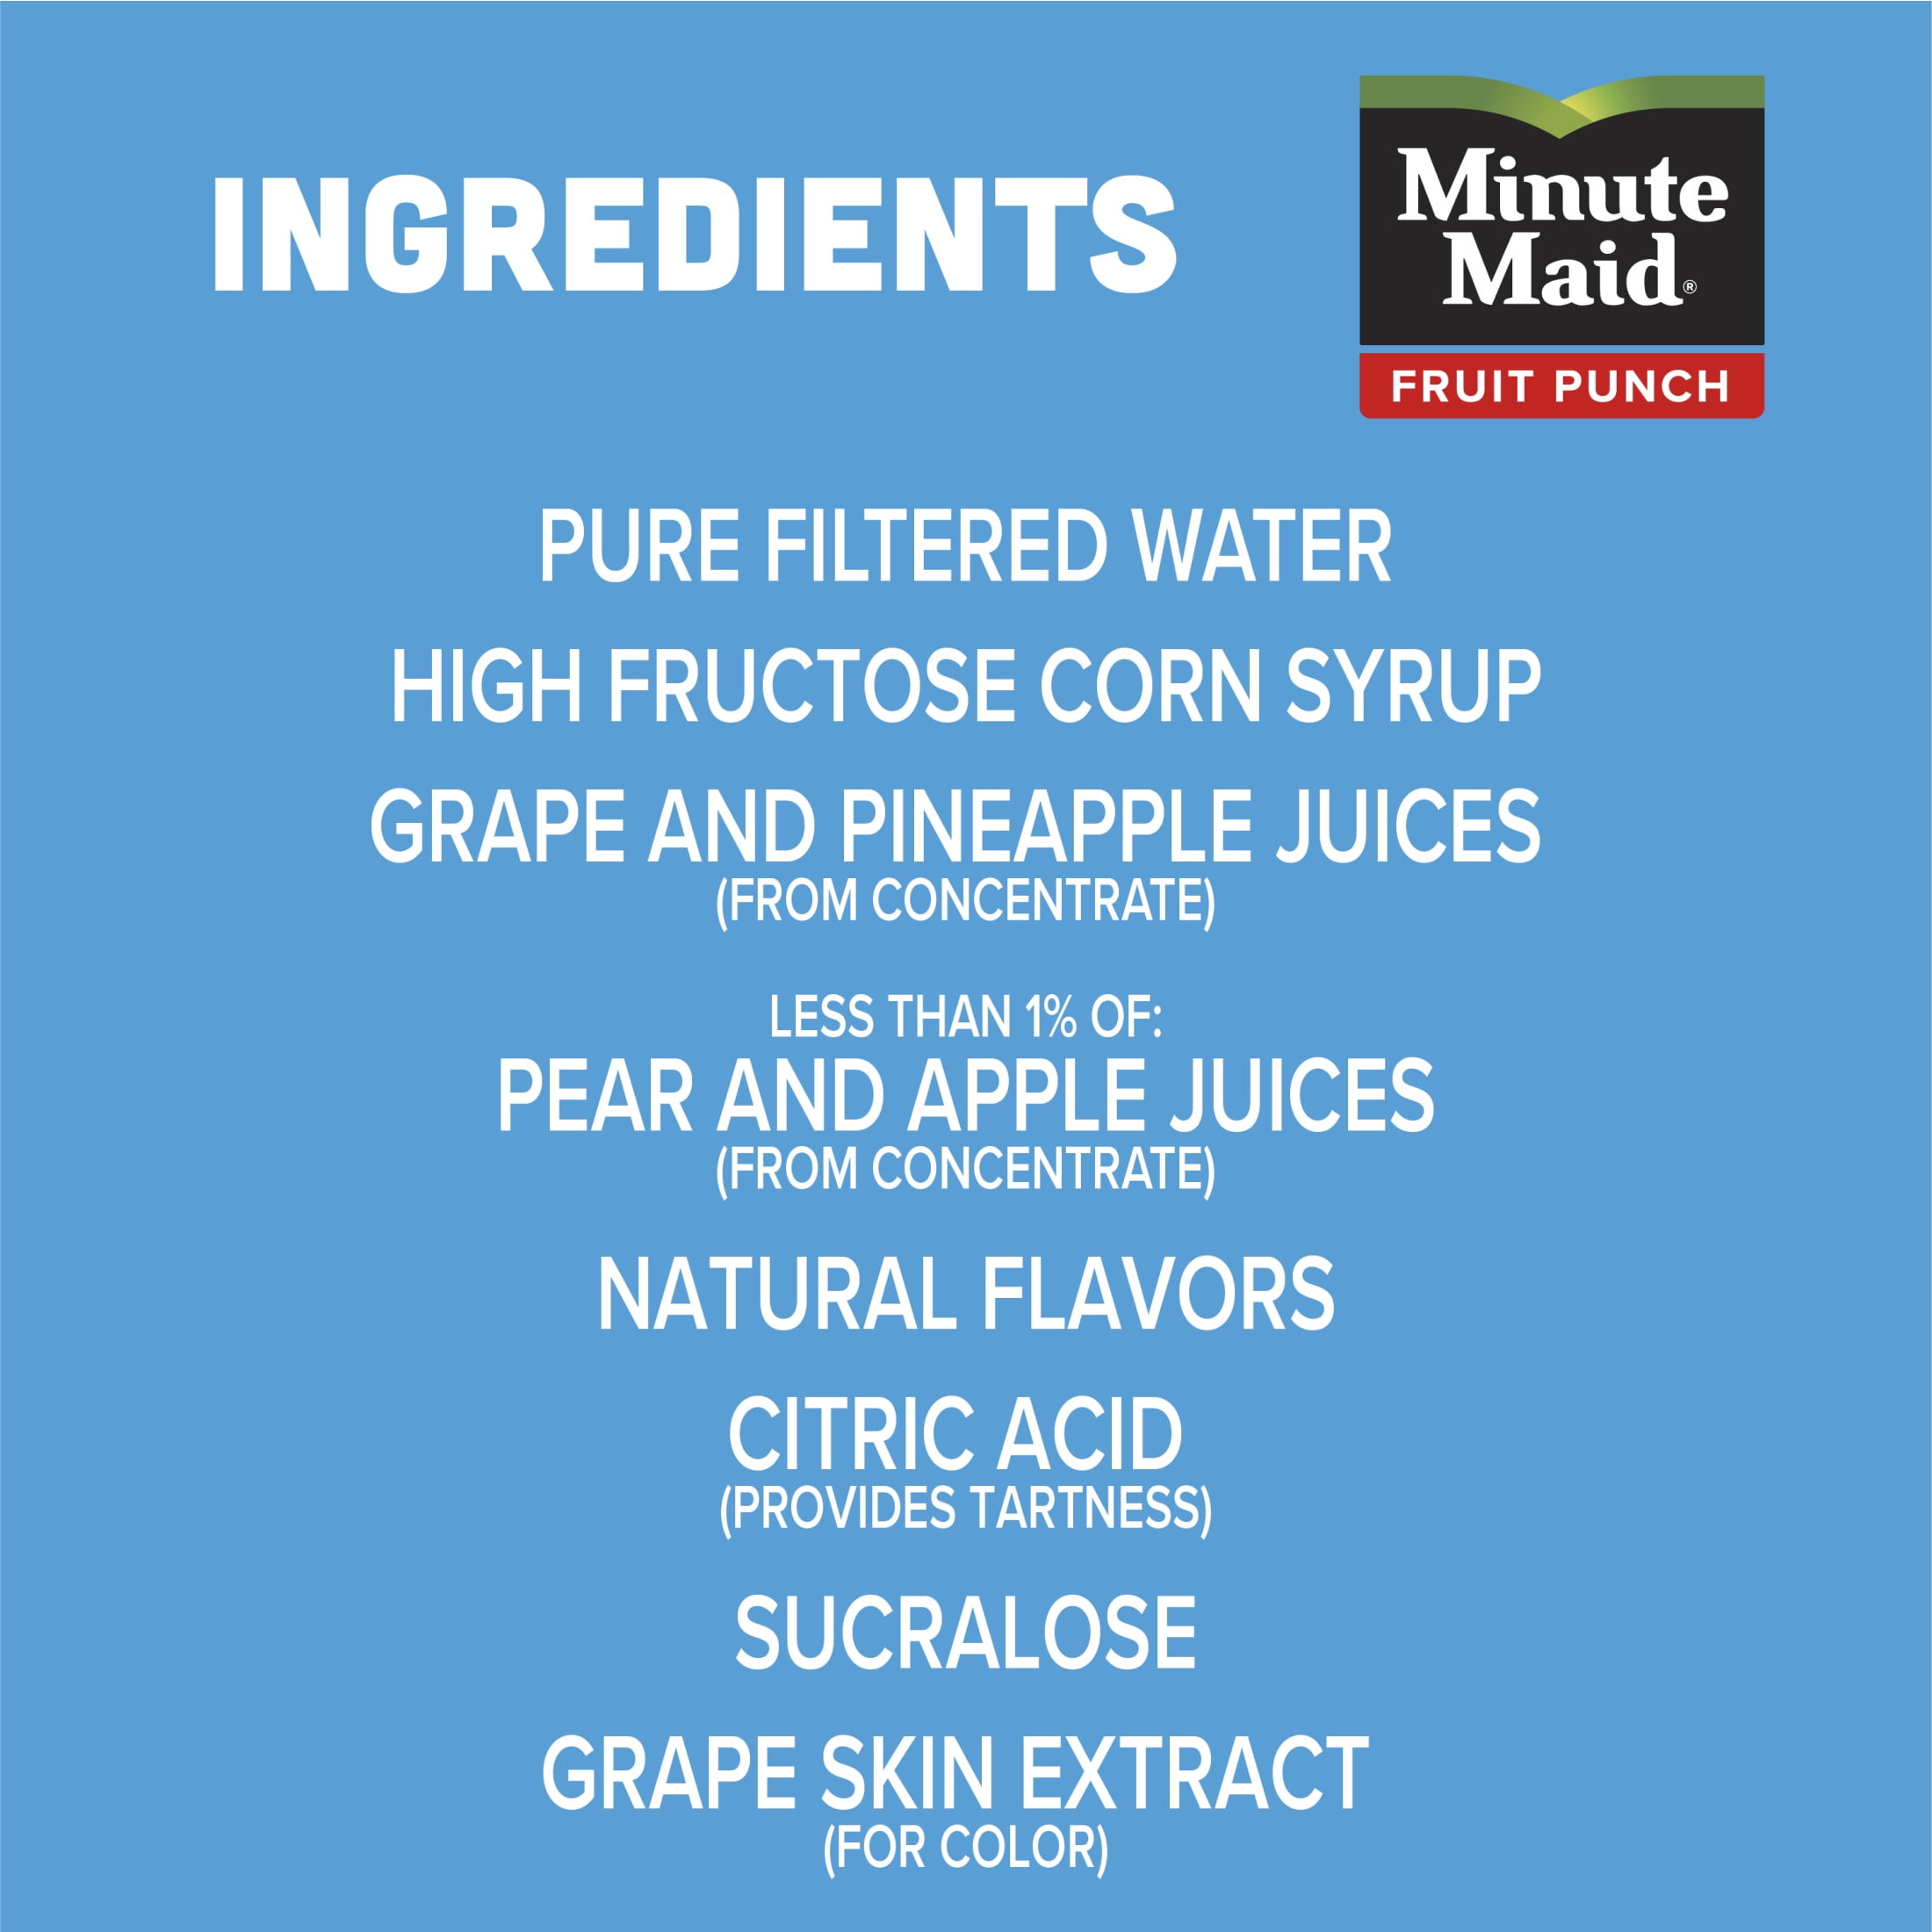 INGREDIENTS
Minute
Maid®
FRUIT PUNCH
PURE FILTERED WATER
HIGH FRUCTOSE CORN SYRUP
GRAPE AND PINEAPPLE JUICES
(FROM CONCENTRATE)
LESS THAN 1% OF:
PEAR AND APPLE JUICES
(FROM CONCENTRATE)
NATURAL FLAVORS
CITRIC ACID
(PROVIDES TARTNESS)
SUCRALOSE
GRAPE SKIN EXTRACT
(FOR COLOR)